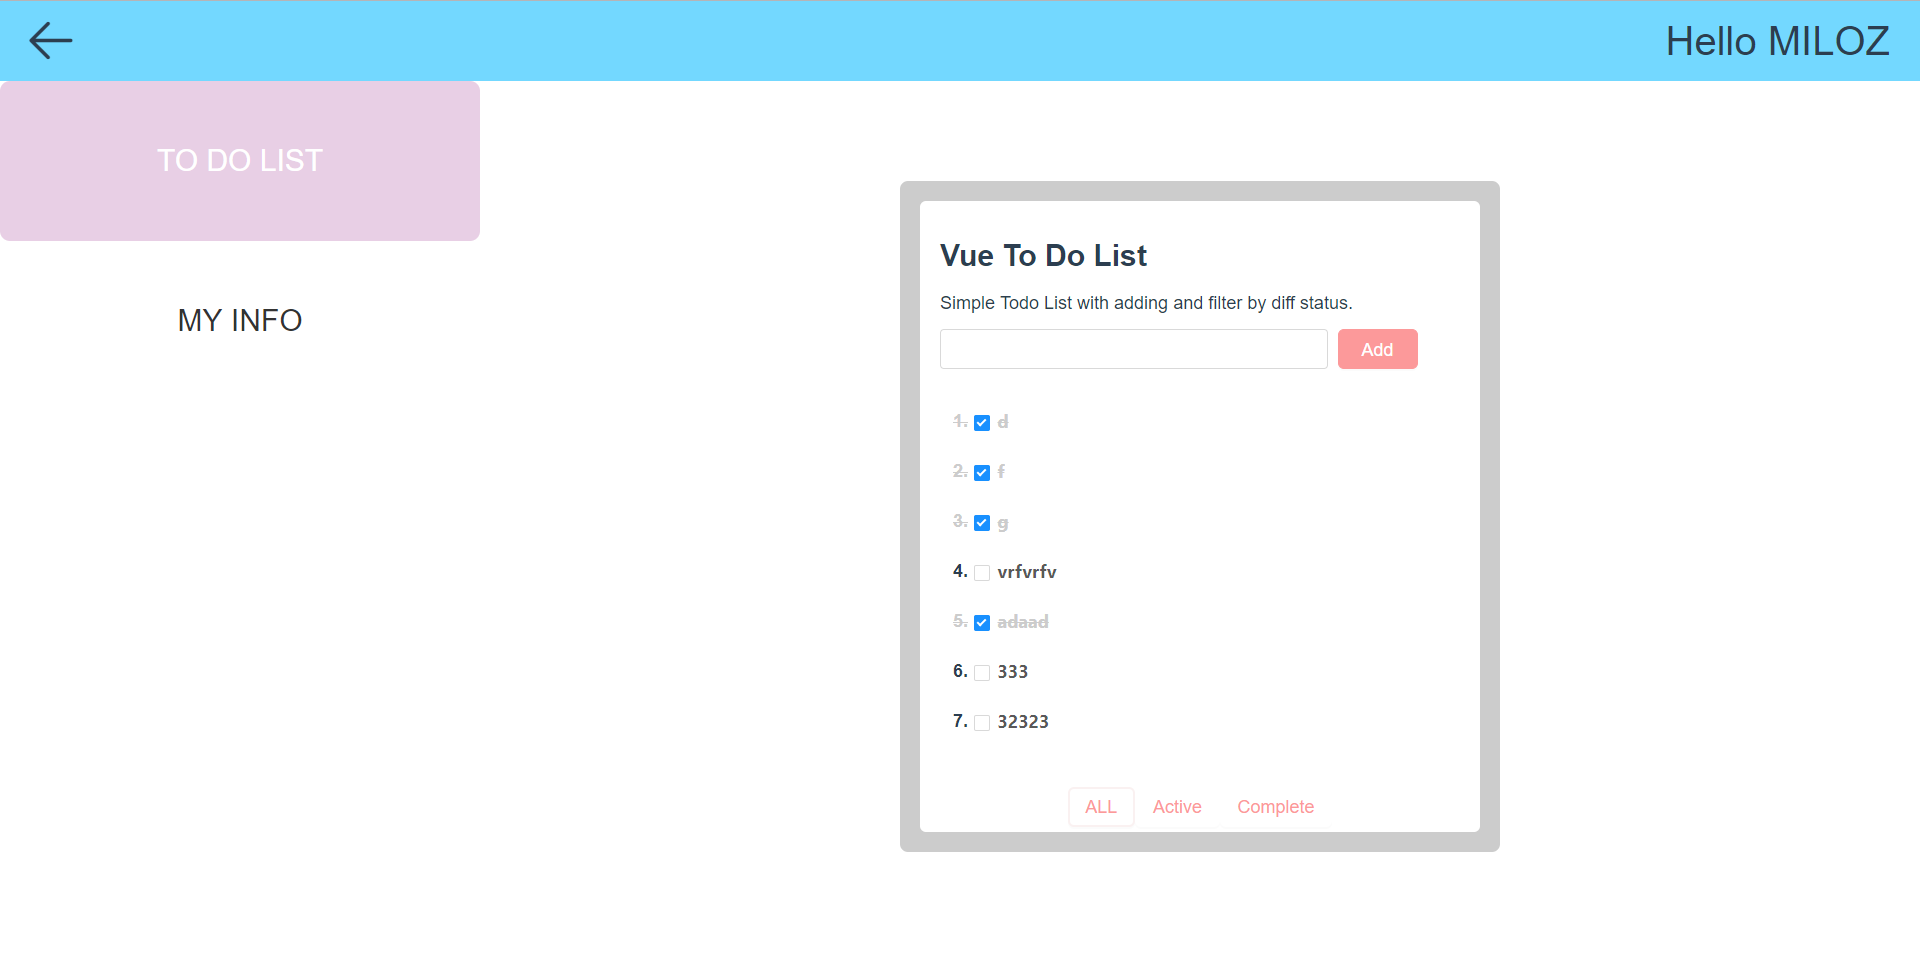 Hello MILOZ
TO DO LIST
MY INFO
Vue To Do List
Simple Todo List with adding and filter by diff status.
Add
1. d
2. f
3. g
4. vrfvrfv
5. adaad
6. 333
7. 32323
ALL Active Complete